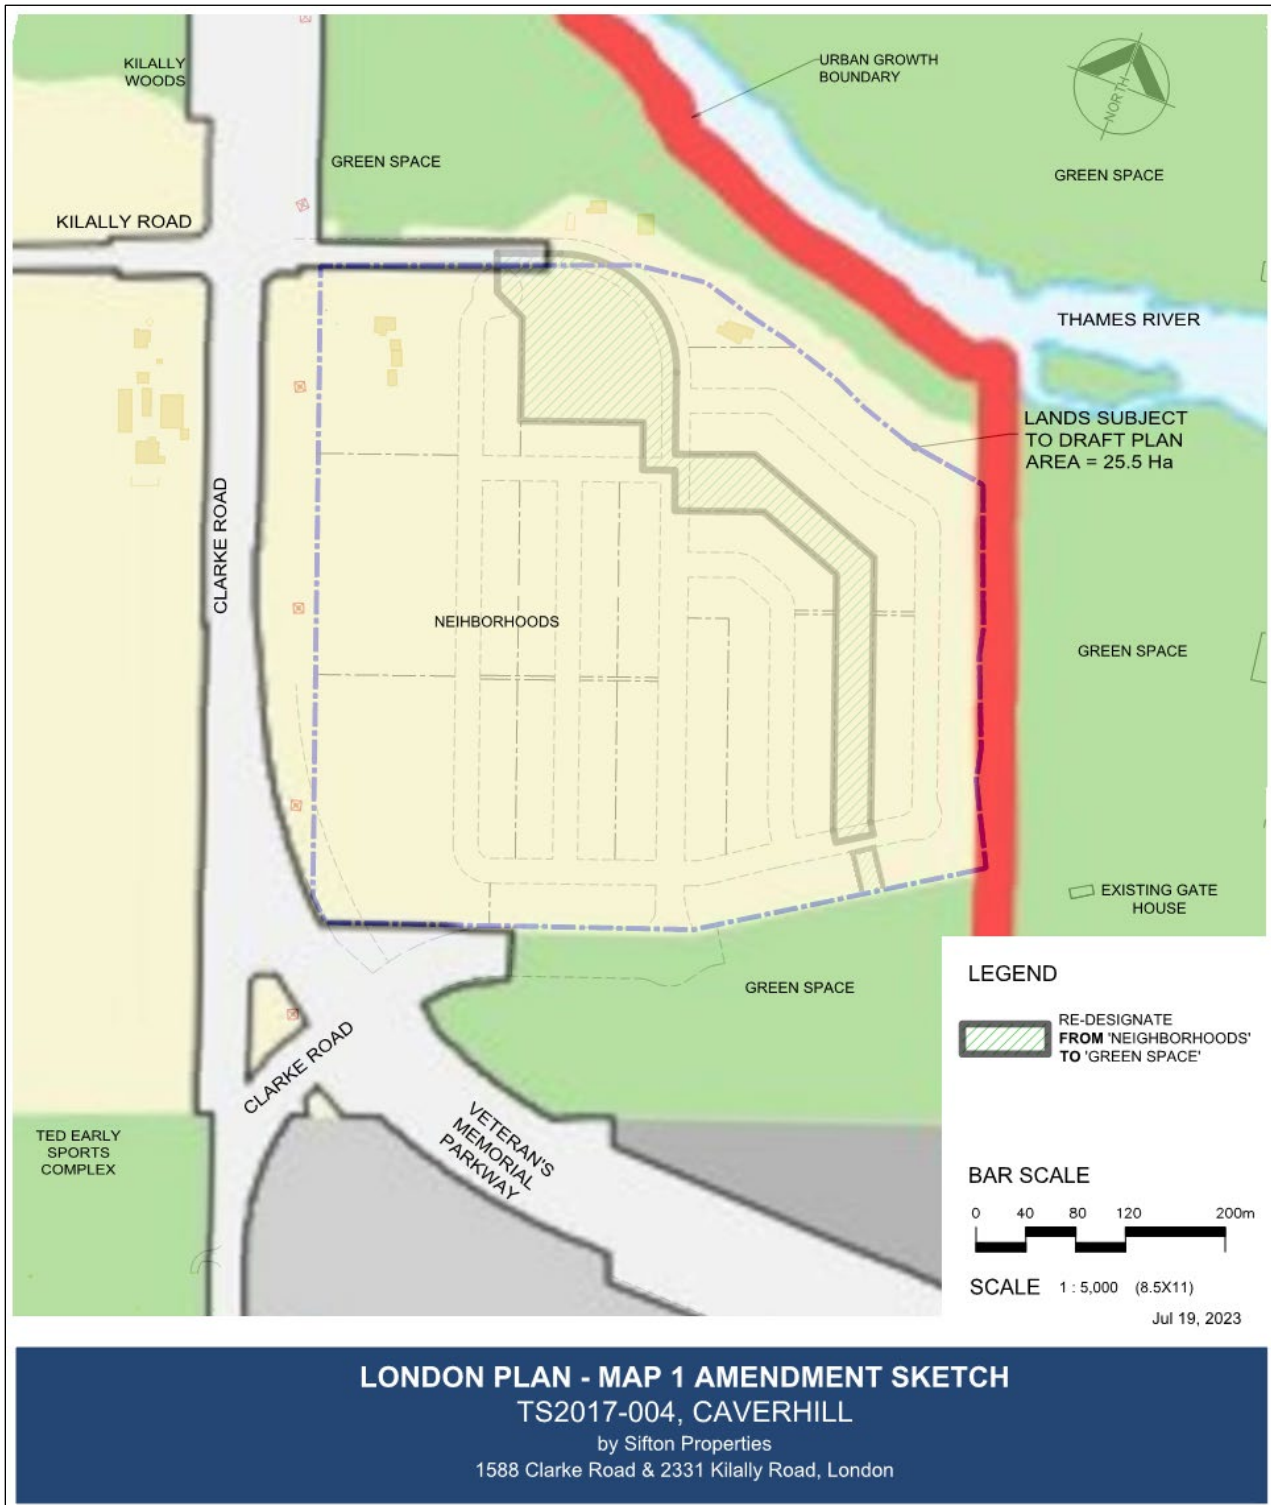 KILALLY
WOODS
URBAN GROWTH
BOUNDARY
NORTH
GREEN SPACE
GREEN SPACE
KILALLY ROAD
THAMES RIVER
LANDS SUBJECT
TO DRAFT PLAN
AREA = 25.5 Ha
CLARKE ROAD
NEIHBORHOODS
GREEN SPACE
EXISTING GATE
HOUSE
GREEN SPACE
CLARKE ROAD
VETERAN'S
MEMORIAL
PARKWAY
TED EARLY
SPORTS
COMPLEX
LEGEND
RE-DESIGNATE
FROM 'NEIGHBORHOODS'
TO 'GREEN SPACE'
BAR SCALE
0 40 80 120 200m
SCALE 1 : 5,000 (8.5X11)
Jul 19, 2023
LONDON PLAN - MAP 1 AMENDMENT SKETCH
TS2017-004, CAVERHILL
by Sifton Properties
1588 Clarke Road & 2331 Kilally Road, London